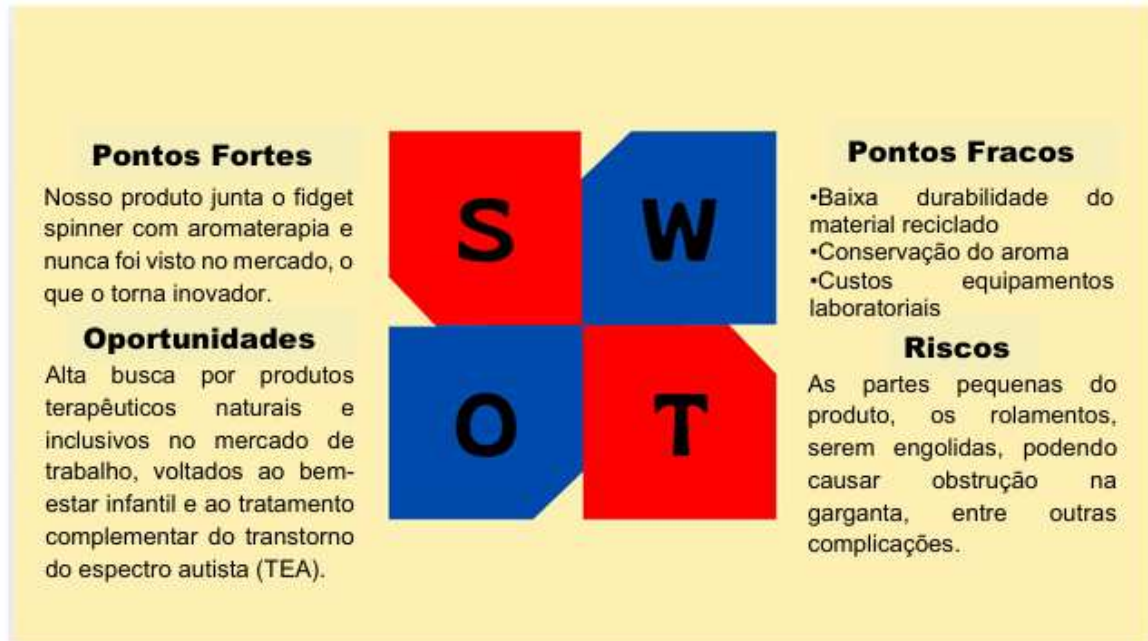 Pontos Fortes
Nosso produto junta o fidget
spinner com aromaterapia e
nunca foi visto no mercado, o
que o torna inovador.
Oportunidades
Alta busca por produtos
terapêuticos naturais e
inclusivos no mercado de
trabalho, voltados ao bem-
estar infantil e ao tratamento
complementar do transtorno
do espectro autista (TEA).
S
W
O
T
Pontos Fracos
•Baixa durabilidade do
material reciclado
•Conservação do aroma
•Custos equipamentos
laboratoriais
Riscos
As partes pequenas do
produto, os rolamentos,
serem engolidas, podendo
causar obstrução na
garganta, entre outras
complicações.